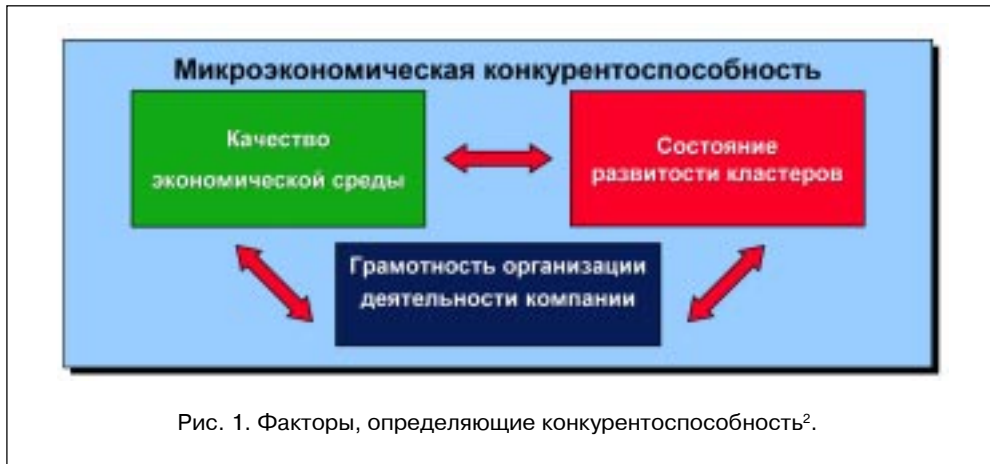 Микроэкономическая конкурентоспособность
Качество
экономической среды
Состояние
развитости кластеров
Грамотность организации
деятельности компании
Рис. 1. Факторы, определяющие конкурентоспособность².